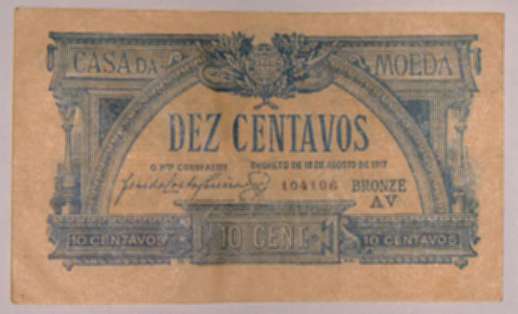 CASA DA MOEDA
DEZ CENTAVOS
DECRETO DE 15 DE AGOSTO DE 1917
104106 BRONZE
AV
10 CENTAVOS 10 CENT. 10 CENTAVOS